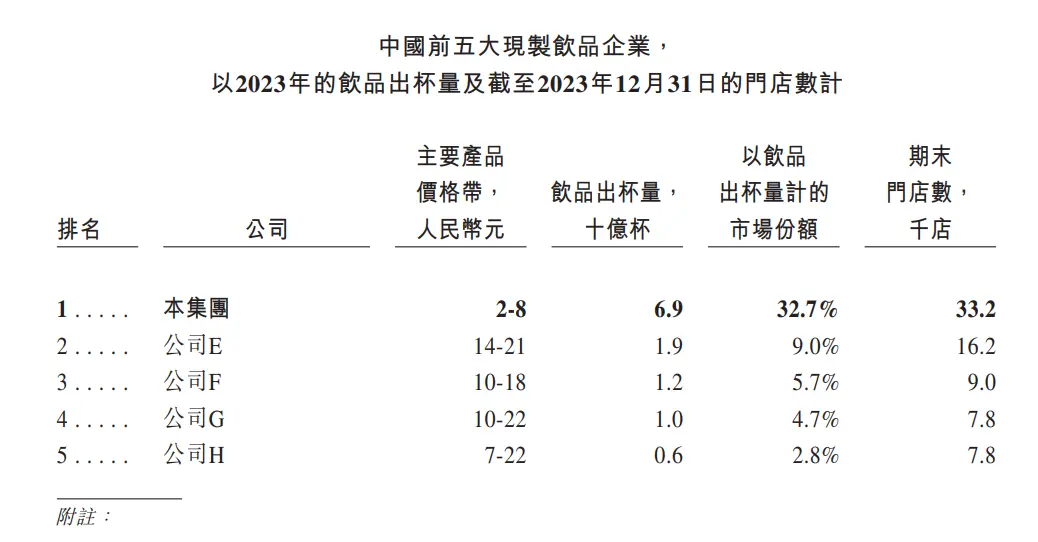 中國前五大現製飲品企業，
以2023年的飲品出杯量及截至2023年12月31日的門店數計
主要產品 以飲品 期末
價格帶， 飲品出杯量， 出杯量計的 門店數，
排名 公司 人民幣元 十億杯 市場份額 千店
1 ..... 本集團 2-8 6.9 32.7% 33.2
2 ..... 公司E 14-21 1.9 9.0% 16.2
3 ..... 公司F 10-18 1.2 5.7% 9.0
4 ..... 公司G 10-22 1.0 4.7% 7.8
5 ..... 公司H 7-22 0.6 2.8% 7.8
附註：